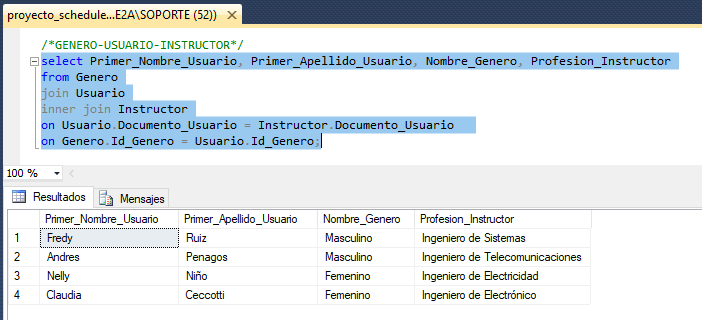 proyecto_schedule...E2A\SOPORTE (52))
/*GENERO-USUARIO-INSTRUCTOR*/
select Primer_Nombre_Usuario, Primer_Apellido_Usuario, Nombre_Genero, Profesion_Instructor
from Genero
join Usuario
inner join Instructor
on Usuario.Documento_Usuario = Instructor.Documento_Usuario
on Genero.Id_Genero = Usuario.Id_Genero;
100 %
Resultados Mensajes
Primer_Nombre_Usuario Primer_Apellido_Usuario Nombre_Genero Profesion_Instructor
1 Fredy Ruiz Masculino Ingeniero de Sistemas
2 Andres Penagos Masculino Ingeniero de Telecomunicaciones
3 Nelly Niño Femenino Ingeniero de Electricidad
4 Claudia Ceccotti Femenino Ingeniero de Electrónico